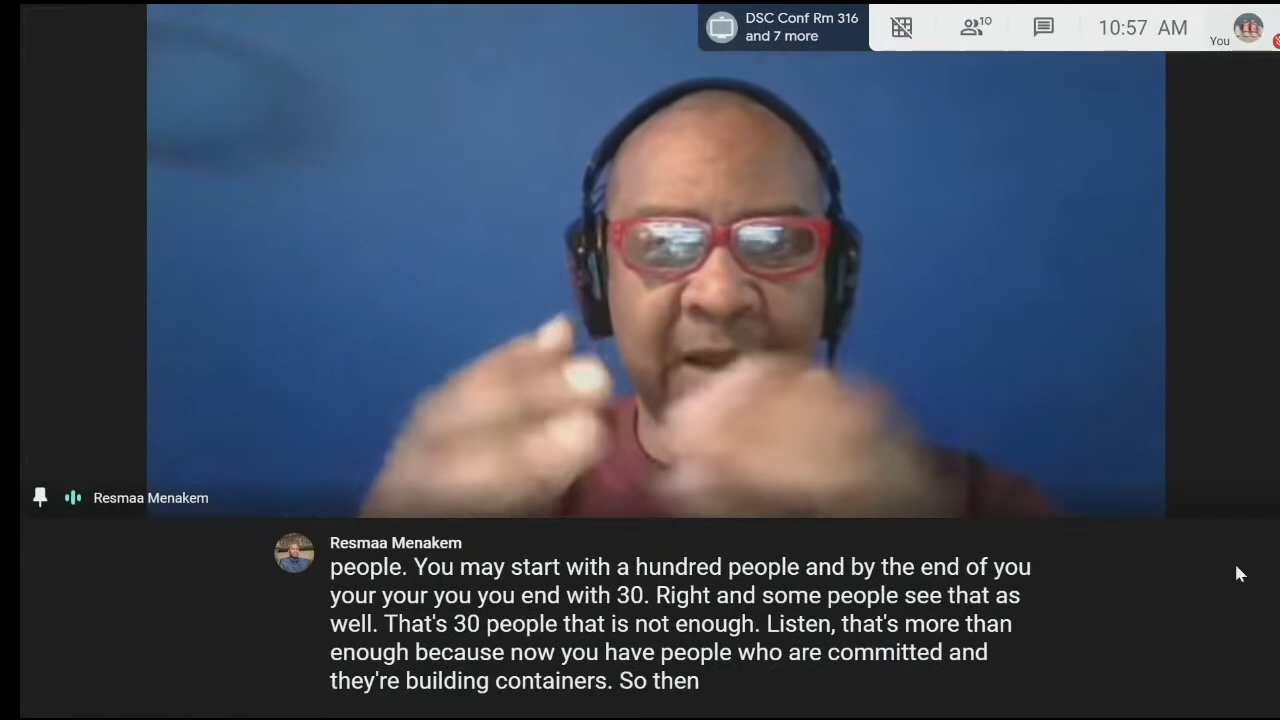 DSC Conf Rm 316
and 7 more
10
10:57 AM
You
Resmaa Menakem
Resmaa Menakem
people. You may start with a hundred people and by the end of you
your your you you end with 30. Right and some people see that as
well. That's 30 people that is not enough. Listen, that's more than
enough because now you have people who are committed and
they're building containers. So then